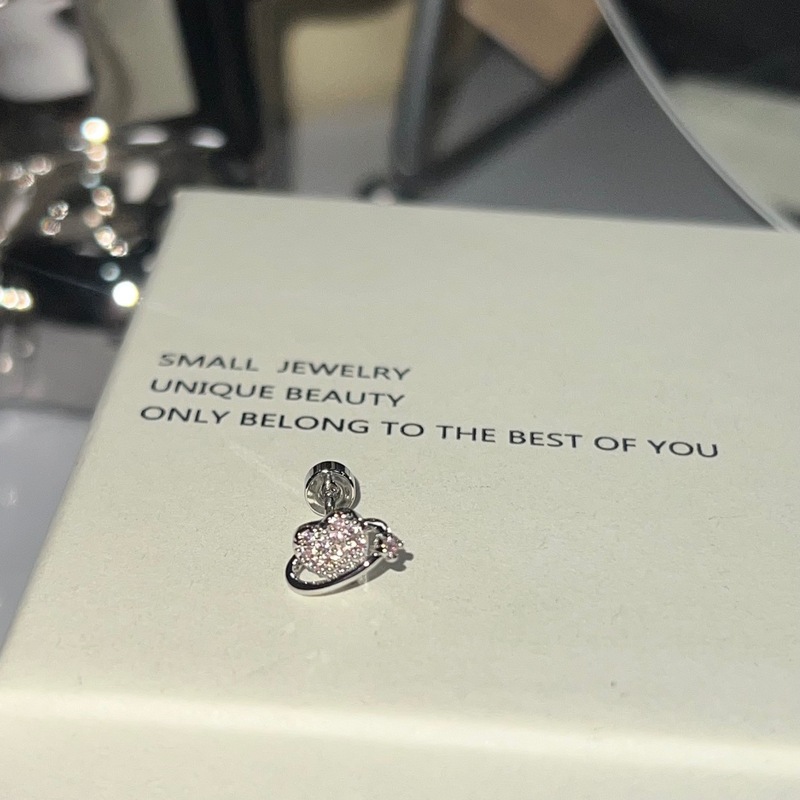 SMALL JEWELRY
UNIQUE BEAUTY
ONLY BELONG TO THE BEST OF YOU